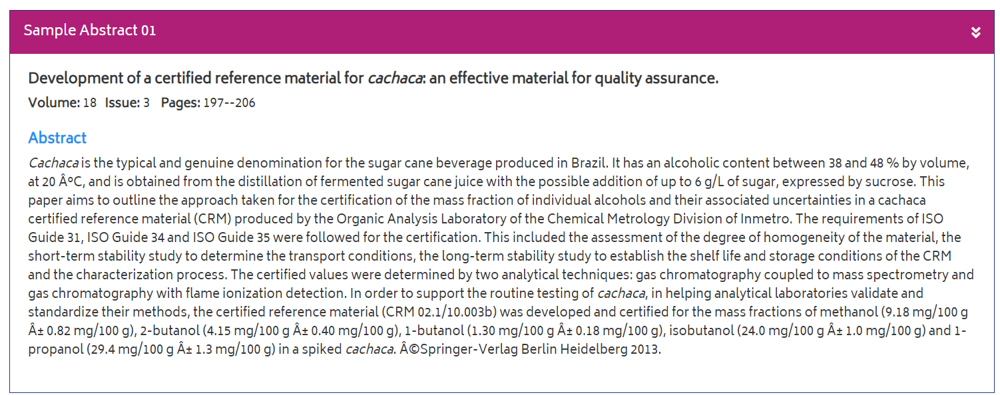 Sample Abstract 01
Development of a certified reference material for cachaca: an effective material for quality assurance.
Volume: 18 Issue: 3 Pages: 197--206
Abstract
Cachaca is the typical and genuine denomination for the sugar cane beverage produced in Brazil. It has an alcoholic content between 38 and 48 % by volume,
at 20 ÂºC, and is obtained from the distillation of fermented sugar cane juice with the possible addition of up to 6 g/L of sugar, expressed by sucrose. This
paper aims to outline the approach taken for the certification of the mass fraction of individual alcohols and their associated uncertainties in a cachaca
certified reference material (CRM) produced by the Organic Analysis Laboratory of the Chemical Metrology Division of Inmetro. The requirements of ISO
Guide 31, ISO Guide 34 and ISO Guide 35 were followed for the certification. This included the assessment of the degree of homogeneity of the material, the
short-term stability study to determine the transport conditions, the long-term stability study to establish the shelf life and storage conditions of the CRM
and the characterization process. The certified values were determined by two analytical techniques: gas chromatography coupled to mass spectrometry and
gas chromatography with flame ionization detection. In order to support the routine testing of cachaca, in helping analytical laboratories validate and
standardize their methods, the certified reference material (CRM 02.1/10.003b) was developed and certified for the mass fractions of methanol (9.18 mg/100 g
Â± 0.82 mg/100 g), 2-butanol (4.15 mg/100 g Â± 0.40 mg/100 g), 1-butanol (1.30 mg/100 g Â± 0.18 mg/100 g), isobutanol (24.0 mg/100 g Â± 1.0 mg/100 g) and 1-
propanol (29.4 mg/100 g Â± 1.3 mg/100 g) in a spiked cachaca. Â©Springer-Verlag Berlin Heidelberg 2013.